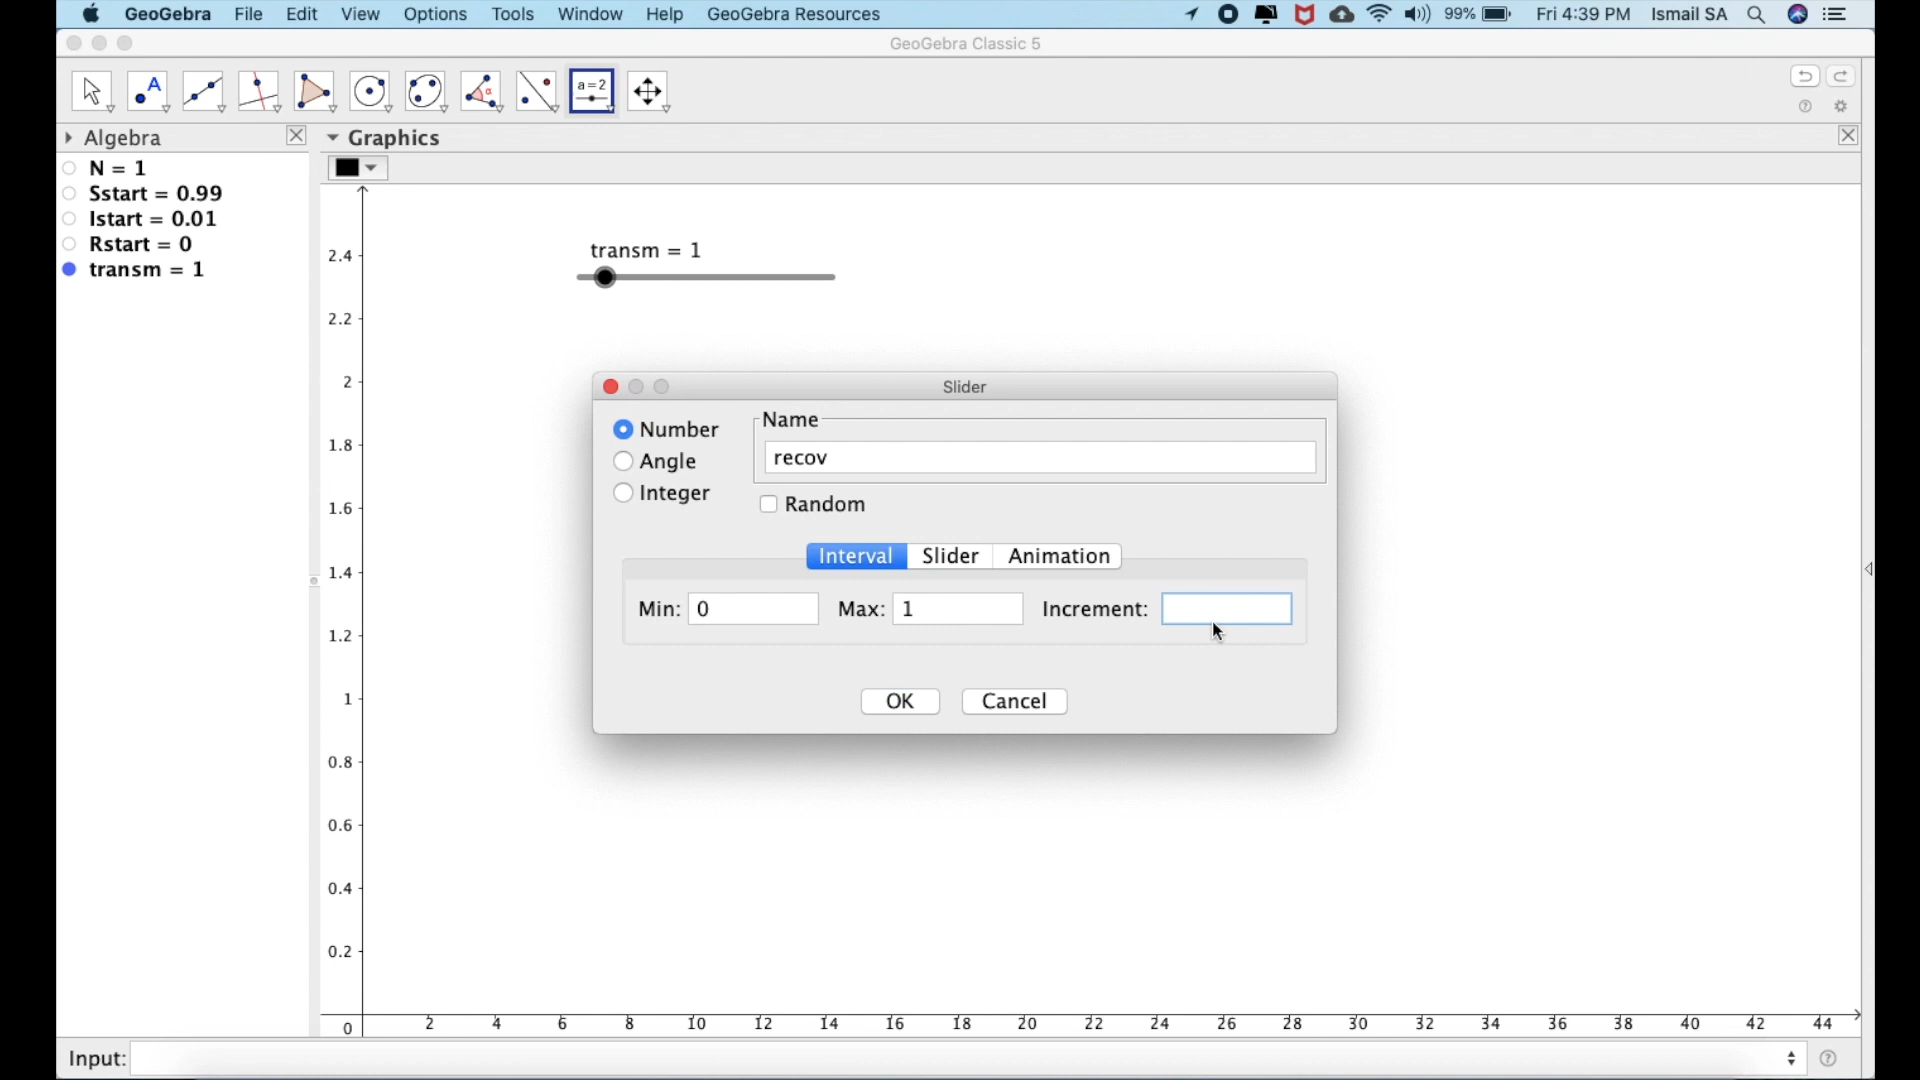 GeoGebra File Edit View Options Tools Window Help GeoGebra Resources 99% Fri 4:39 PM Ismail SA
GeoGebra Classic 5
A
α
a=2
Algebra
Graphics
N = 1
Sstart = 0.99
Istart = 0.01
Rstart = 0
transm = 1
transm = 1
2.4
2.2
2
1.8
1.6
1.4
1.2
1
0.8
0.6
0.4
0.2
0
2 4 6 8 10 12 14 16 18 20 22 24 26 28 30 32 34 36 38 40 42 44
Slider
Number
Angle
Integer
Name
recov
Random
Interval Slider Animation
Min: 0 Max: 1 Increment:
OK Cancel
Input: